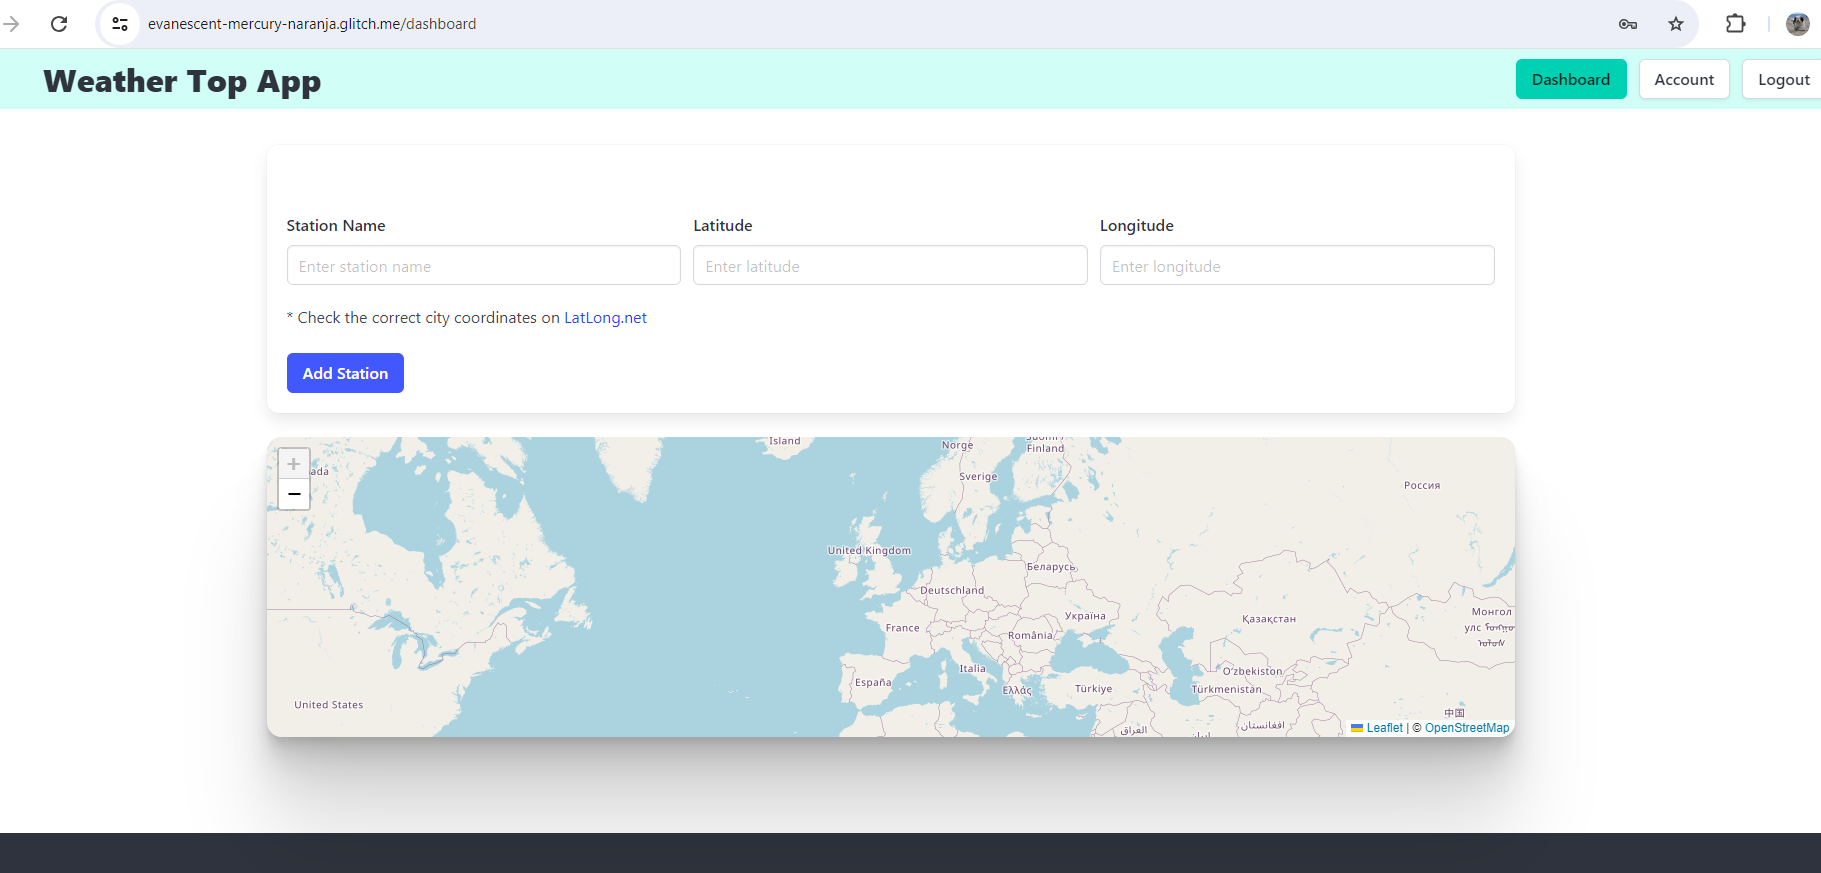 evanescent-mercury-naranja.glitch.me/dashboard
Weather Top App
Dashboard
Account
Logout
Station Name
Latitude
Longitude
Enter station name
Enter latitude
Enter longitude
* Check the correct city coordinates on LatLong.net
Add Station
+
−
ada
Island
Norge
Finland
Sverige
Россия
United Kingdom
Беларусь
Deutschland
Монгол
улс
Україна
Қазақстан
France
România
Italia
O'zbekiston
España
Ελλάς
Türkiye
Türkmenistan
United States
中国
افغانستان
العراق
Leaflet | © OpenStreetMap